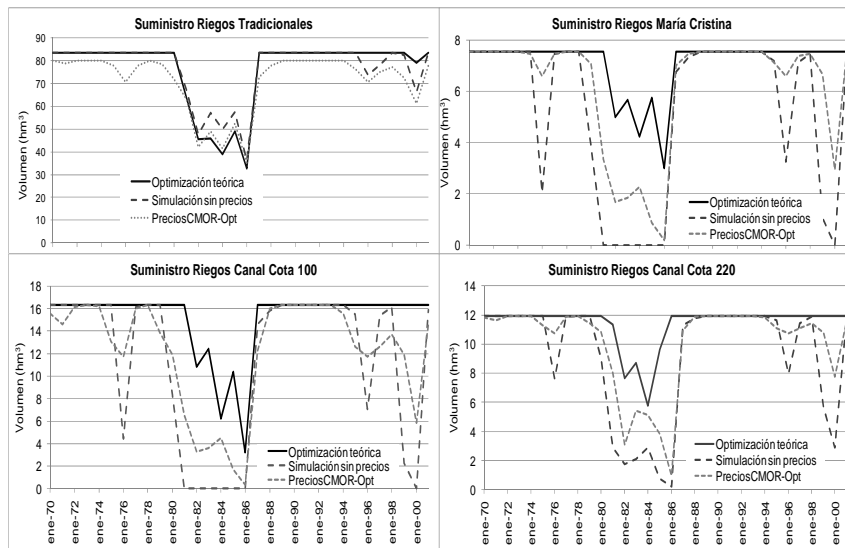 Suministro Riegos Tradicionales
Volumen (hm³)
90
80
70
60
50
40
30
20
10
0
Optimización teórica
Simulación sin precios
PreciosCMOR-Opt
Suministro Riegos María Cristina
Volumen (hm³)
8
6
4
2
0
Optimización teórica
Simulación sin precios
PreciosCMOR-Opt
Suministro Riegos Canal Cota 100
Volumen (hm³)
18
16
14
12
10
8
6
4
2
0
Optimización teórica
Simulación sin precios
PreciosCMOR-Opt
ene-70
ene-72
ene-74
ene-76
ene-78
ene-80
ene-82
ene-84
ene-86
ene-88
ene-90
ene-92
ene-94
ene-96
ene-98
ene-00
Suministro Riegos Canal Cota 220
Volumen (hm³)
14
12
10
8
6
4
2
0
Optimización teórica
Simulación sin precios
PreciosCMOR-Opt
ene-70
ene-72
ene-74
ene-76
ene-78
ene-80
ene-82
ene-84
ene-86
ene-88
ene-90
ene-92
ene-94
ene-96
ene-98
ene-00